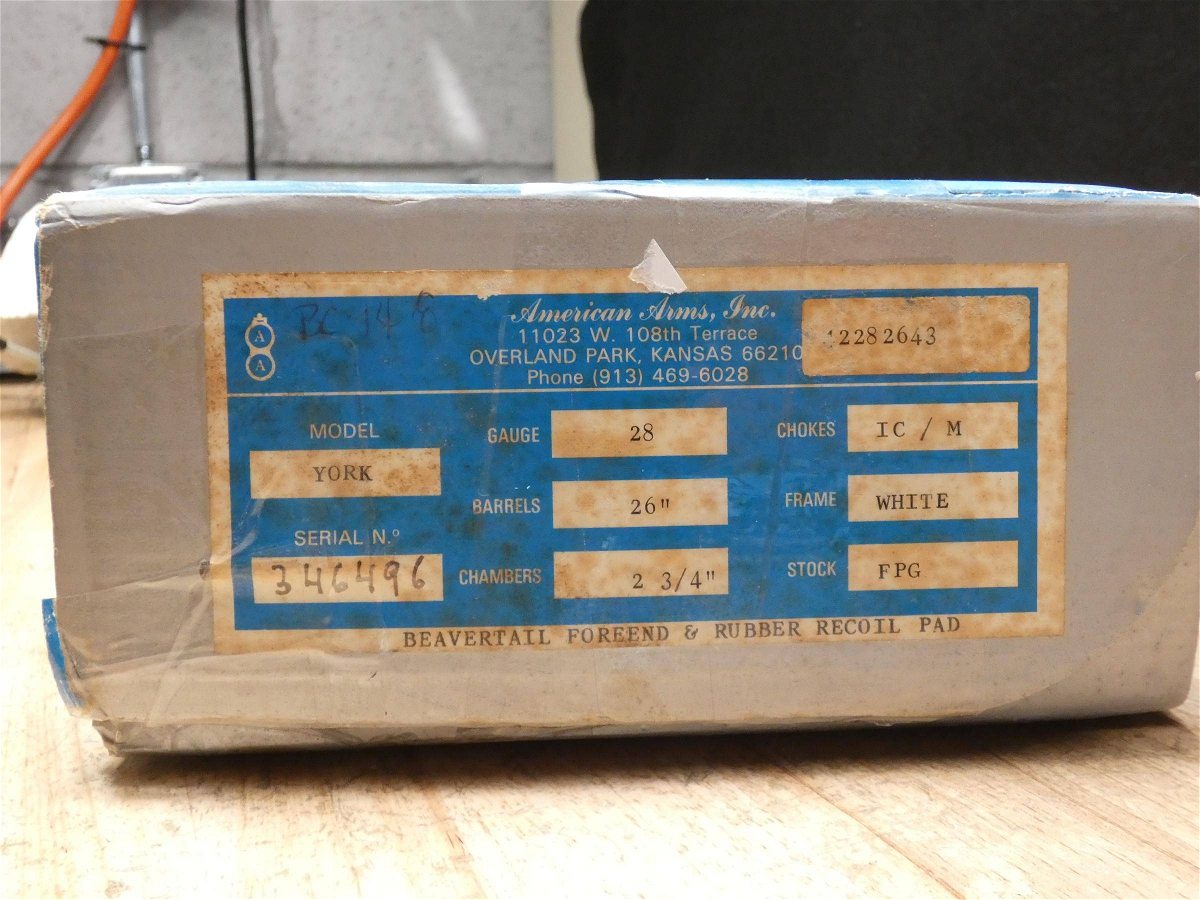 BC 14 8
American Arms, Inc.
11023 W. 108th Terrace
OVERLAND PARK, KANSAS 66210
Phone (913) 469-6028
12282643
A
A
MODEL
YORK
SERIAL N.º
346496
GAUGE 28
BARRELS 26"
CHAMBERS 2 3/4"
CHOKES IC / M
FRAME WHITE
STOCK FPG
BEAVERTAIL FOREEND & RUBBER RECOIL PAD